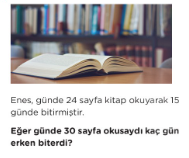 Enes, günde 24 sayfa kitap okuyarak 15
günde bitirmiştir.
Eğer günde 30 sayfa okusaydı kaç gün
erken biterdi?